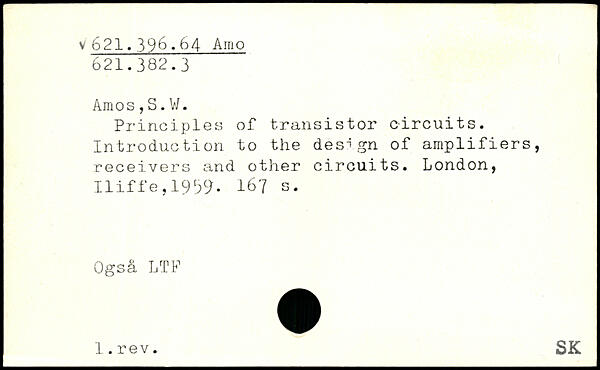 √ 621.396.64 Amo
621.382.3
Amos,S.W.
Principles of transistor circuits.
Introduction to the design of amplifiers,
receivers and other circuits. London,
Iliffe,1959. 167 s.
Også LTF
1.rev.
SK